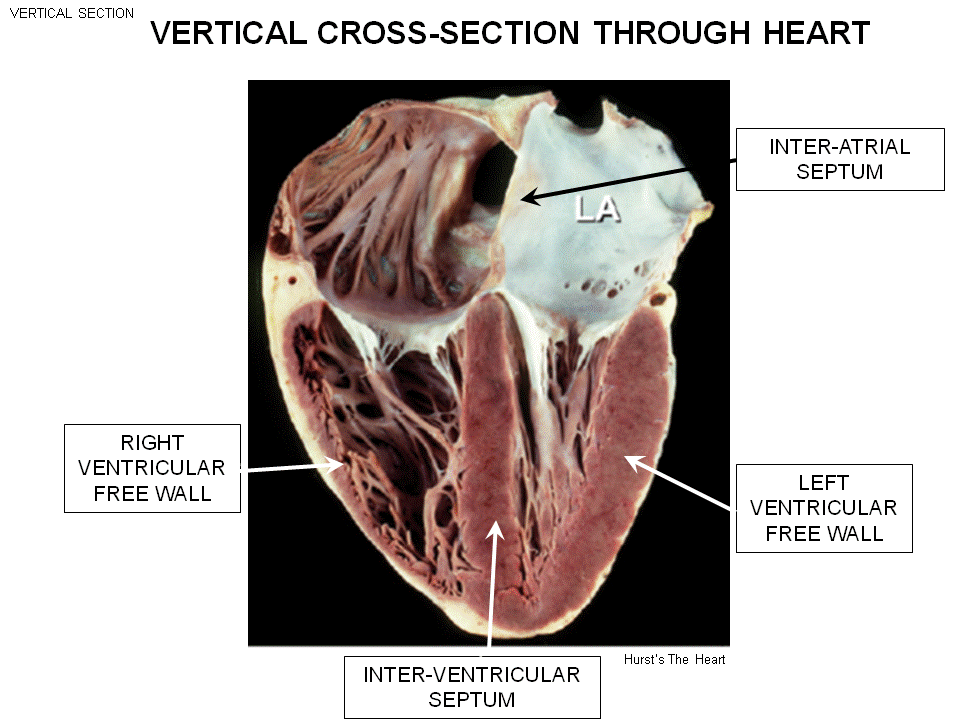 VERTICAL SECTION
VERTICAL CROSS-SECTION THROUGH HEART
INTER-ATRIAL
SEPTUM
LA
RIGHT
VENTRICULAR
FREE WALL
LEFT
VENTRICULAR
FREE WALL
Hurst's The Heart
INTER-VENTRICULAR
SEPTUM